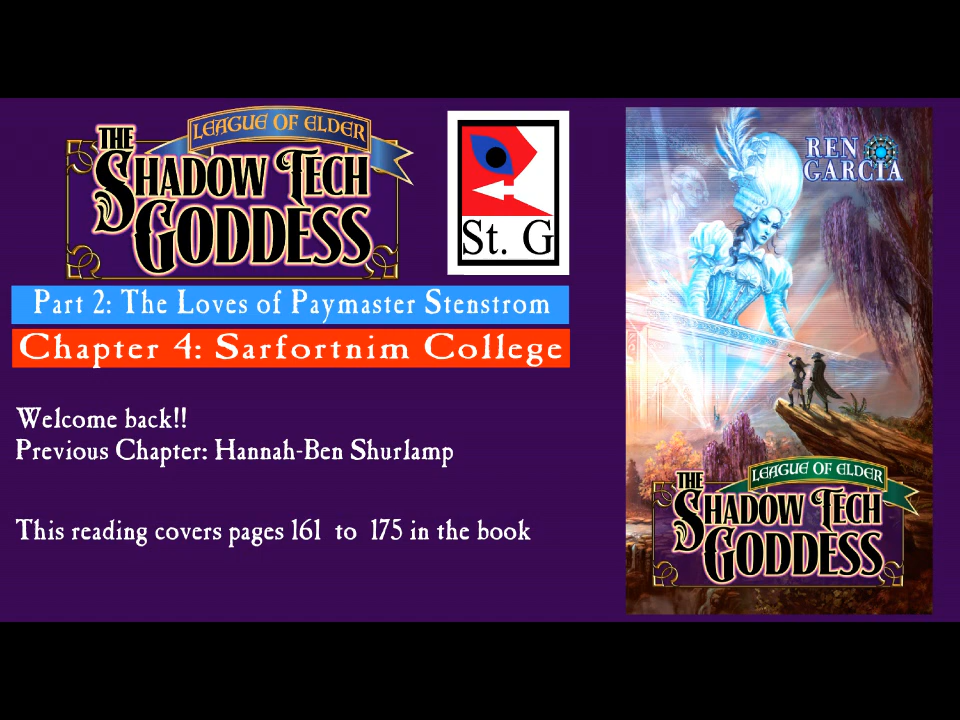 LEAGUE OF ELDER
THE
SHADOW TECH
GODDESS
St. G
Part 2: The Loves of Paymaster Stenstrom
Chapter 4: Sarfortnim College
Welcome back!!
Previous Chapter: Hannah-Ben Shurlamp
This reading covers pages 161 to 175 in the book
REN
GARCIA
LEAGUE OF ELDER
THE
SHADOW TECH
GODDESS